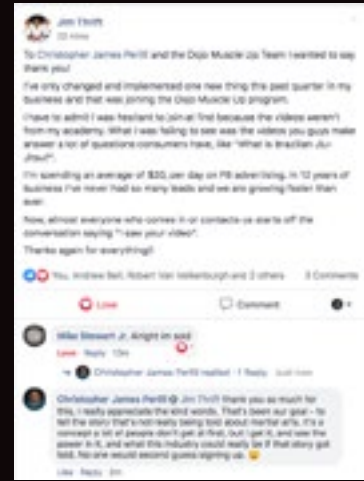 Jim Thrift
22 mins
To Christopher James Perilli and the Dojo Muscle Up Team I wanted to say
thank you!
I've only changed and implemented one new thing this past quarter in my
business and that was joining the Dojo Muscle Up program.
I have to admit I was hesitant to join at first because the videos weren't
from my academy. What I was failing to see was the videos you guys make
answer a lot of questions consumers have, like "What is Brazilian Jiu-
Jitsu?".
I'm spending an average of $20, per day on FB advertising. In 12 years of
business I've never had so many leads and we are growing faster than
ever.
Now, almost everyone who comes in or contacts us starts off the
conversation saying "I saw your video".
Thanks again for everything!!
You, Andrew Bell, Robert Van Valkenburgh and 2 others 3 Comments
Love Comment
Mike Stewart Jr. Alright im sold
Love Reply 13m
Christopher James Perilli replied 1 Reply Just now
Christopher James Perilli Jim Thrift thank you so much for
this, I really appreciate the kind words. That's been our goal - to
tell the story that's not really being told about martial arts. It's a
concept a lot of people don't get at first, but I get it, and see the
power in it, and what this industry could really be if that story got
told. No one would second guess signing up. 😀
Like Reply 2m